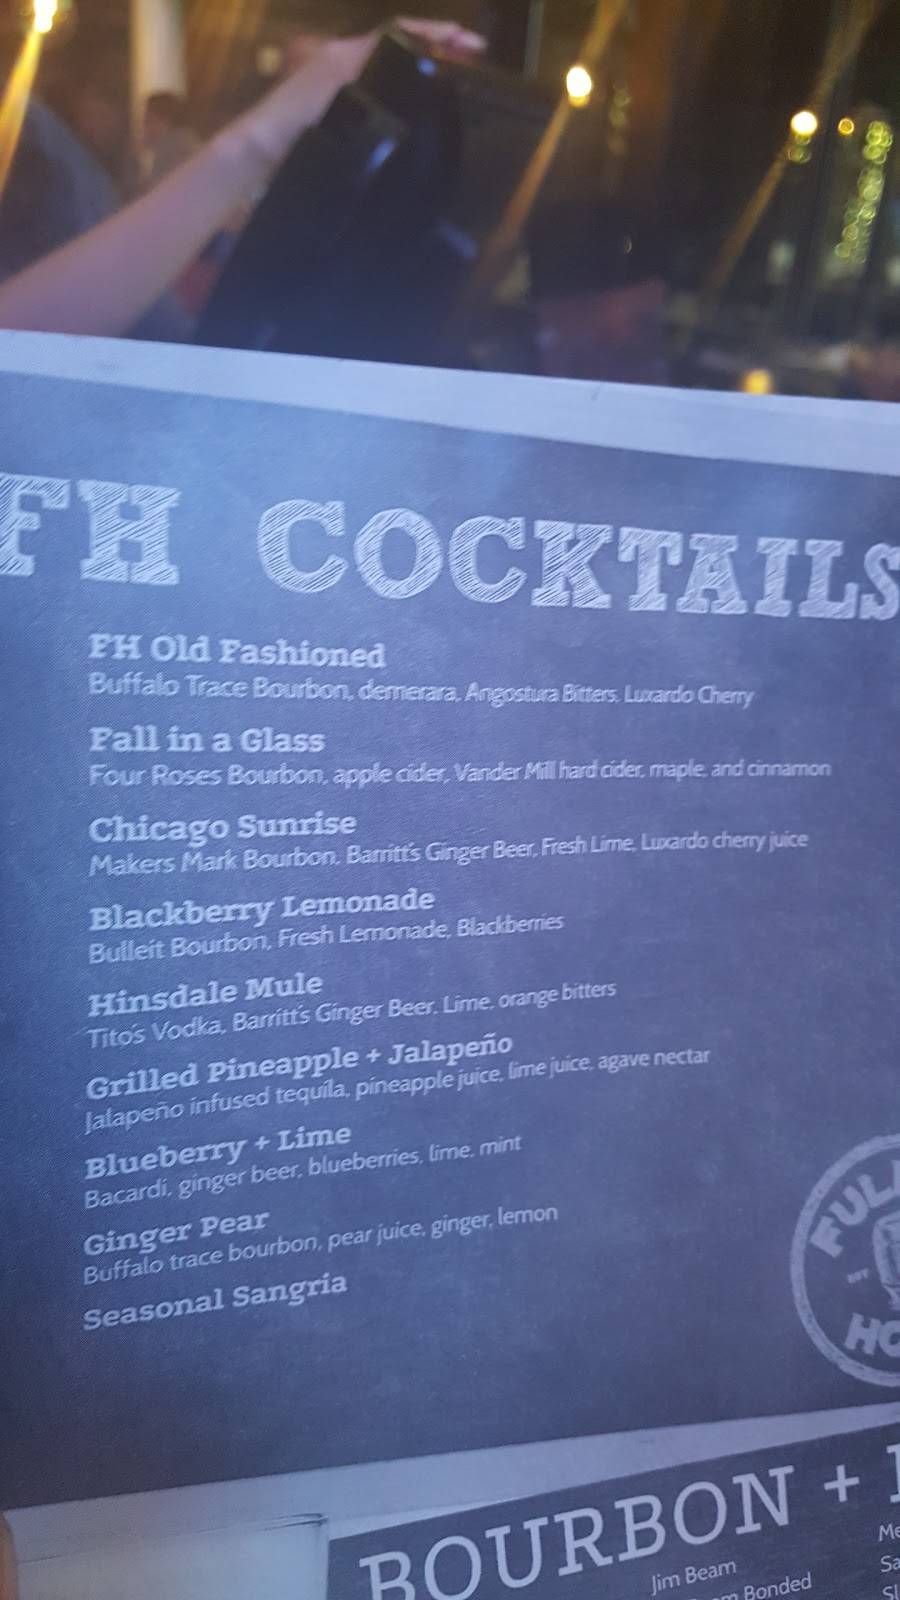 FH COCKTAILS
FH Old Fashioned
Buffalo Trace Bourbon, demerara, Angostura Bitters, Luxardo Cherry
Fall in a Glass
Four Roses Bourbon, apple cider, Vander Mill hard cider, maple, and cinnamon
Chicago Sunrise
Makers Mark Bourbon, Barritt's Ginger Beer, Fresh Lime, Luxardo cherry juice
Blackberry Lemonade
Bulleit Bourbon, Fresh Lemonade, Blackberries
Hinsdale Mule
Tito's Vodka, Barritt's Ginger Beer, Lime, orange bitters
Grilled Pineapple + Jalapeño
Jalapeño infused tequila, pineapple juice, lime juice, agave nectar
Blueberry + Lime
Bacardi, ginger beer, blueberries, lime, mint
Ginger Pear
Buffalo trace bourbon, pear juice, ginger, lemon
Seasonal Sangria
FUL
HO
BOURBON +
Jim Beam
Bonded